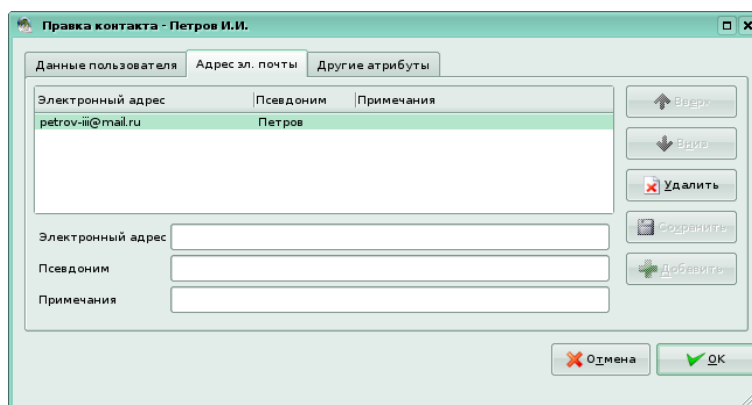 Правка контакта - Петров И.И.
Данные пользователя Адрес эл. почты Другие атрибуты
Электронный адрес Псевдоним Примечания
petrov-iii@mail.ru Петров
Вверх
Вниз
Удалить
Сохранить
Добавить
Электронный адрес
Псевдоним
Примечания
Отмена OK